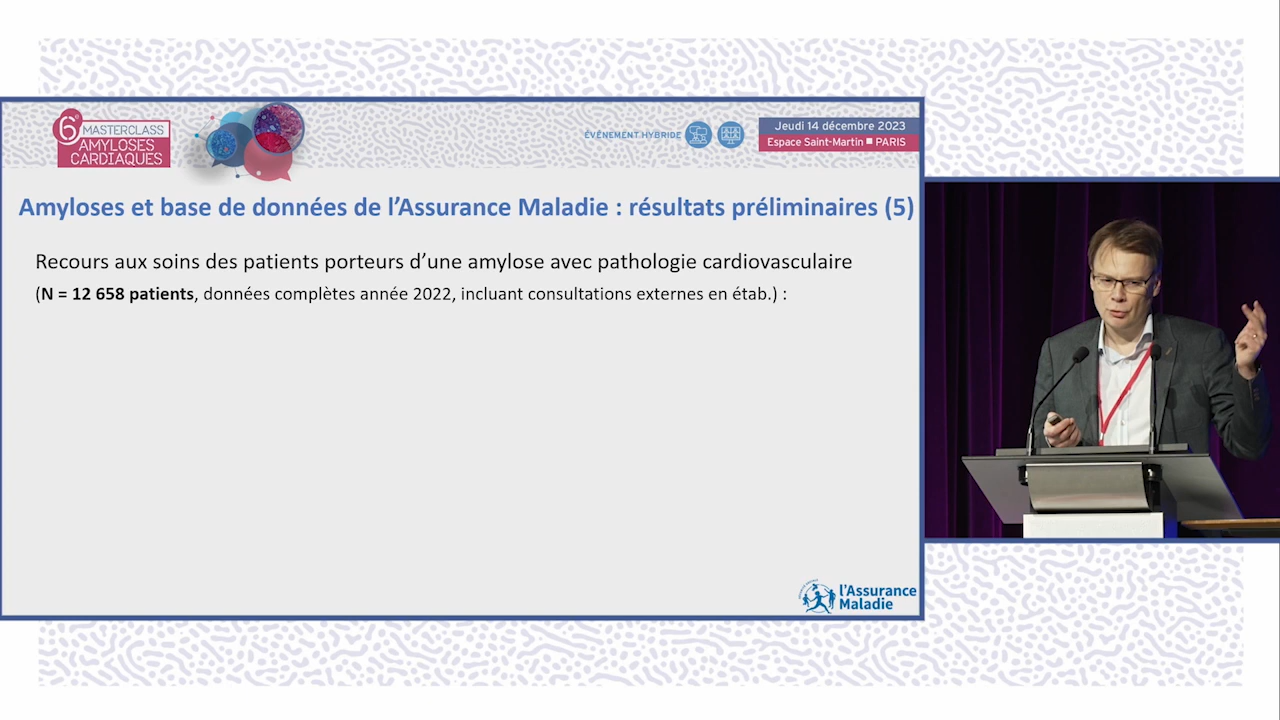 6e
MASTERCLASS
AMYLOSES
CARDIAQUES
ÉVÉNEMENT HYBRIDE
Jeudi 14 décembre 2023
Espace Saint-Martin ■ PARIS
Amyloses et base de données de l’Assurance Maladie : résultats préliminaires (5)
Recours aux soins des patients porteurs d’une amylose avec pathologie cardiovasculaire
(N = 12 658 patients, données complètes année 2022, incluant consultations externes en étab.) :
l’Assurance
Maladie